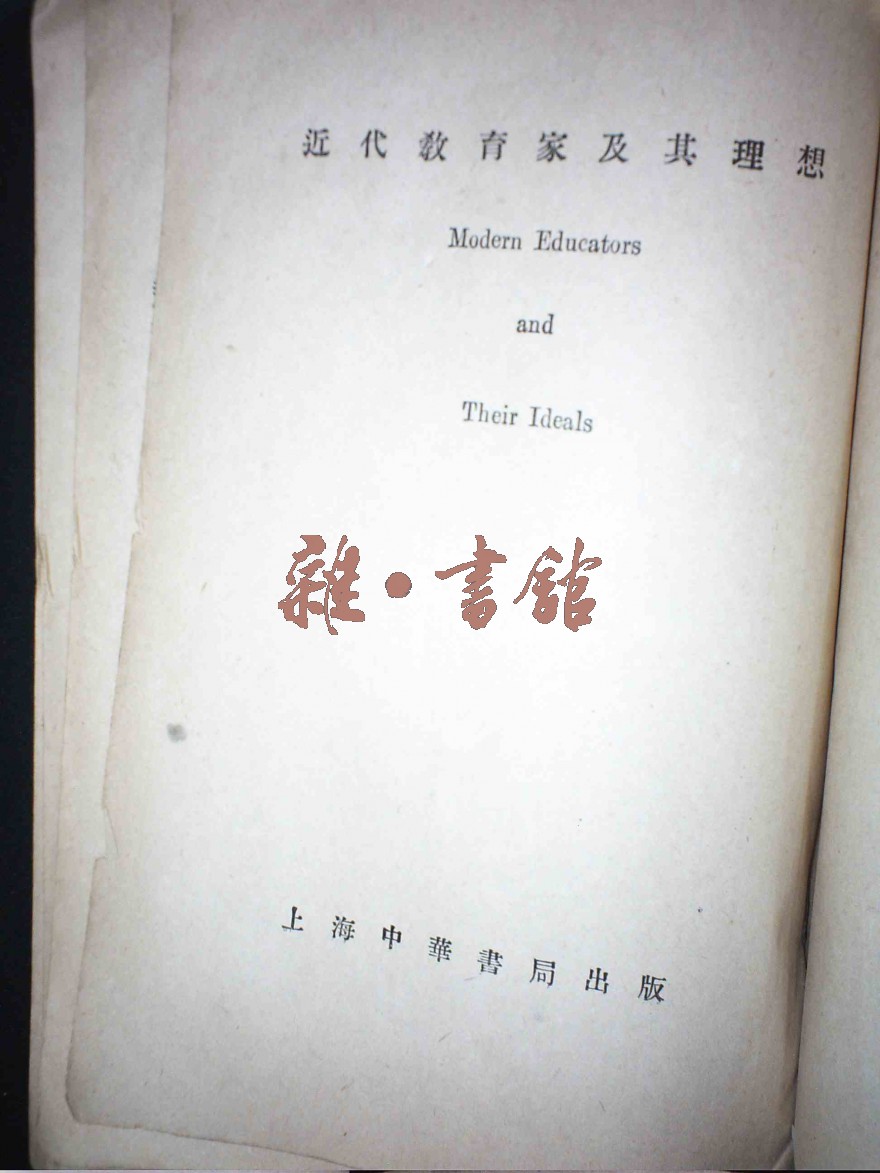 近代教育家及其理想
Modern Educators
and
Their Ideals
雜·書館
上海中華書局出版